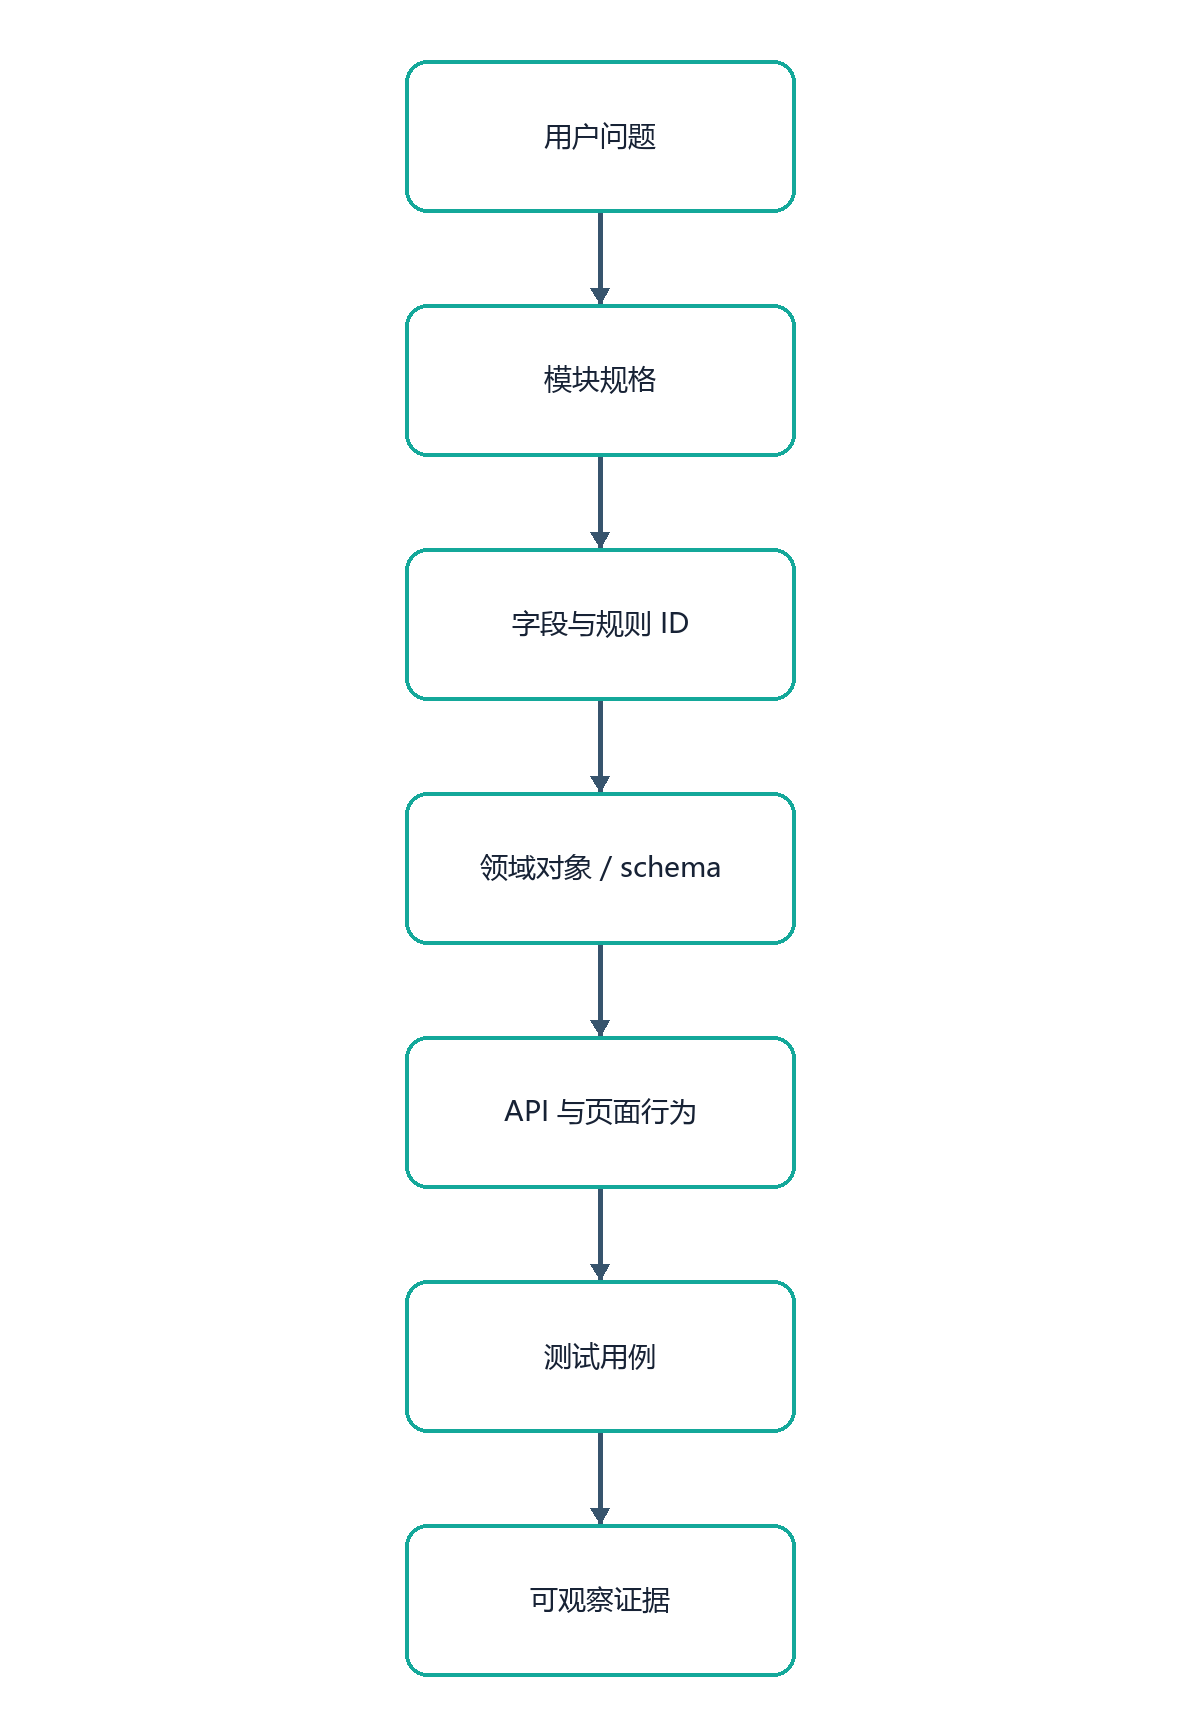 用户问题
模块规格
字段与规则 ID
领域对象 / schema
API 与页面行为
测试用例
可观察证据